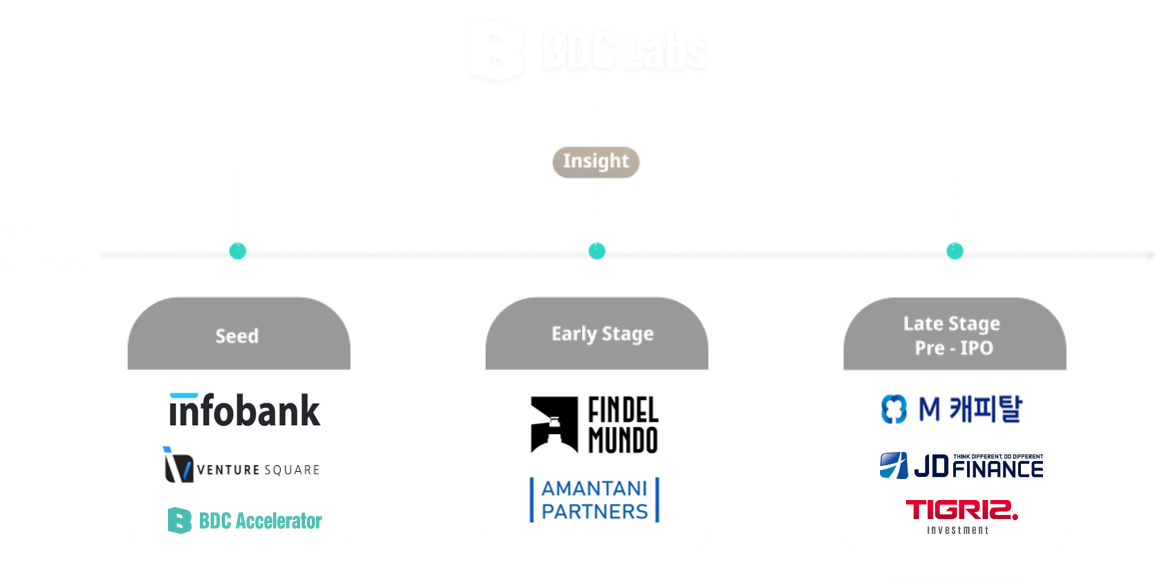 BDC Labs
Insight
Seed
Early Stage
Late Stage
Pre - IPO
infobank
VENTURE SQUARE
BDC Accelerator
FIN DEL
MUNDO
AMANTANI
PARTNERS
M 캐피탈
THINK DIFFERENT, DO DIFFERENT
JD FINANCE
TIGRIS.
investment